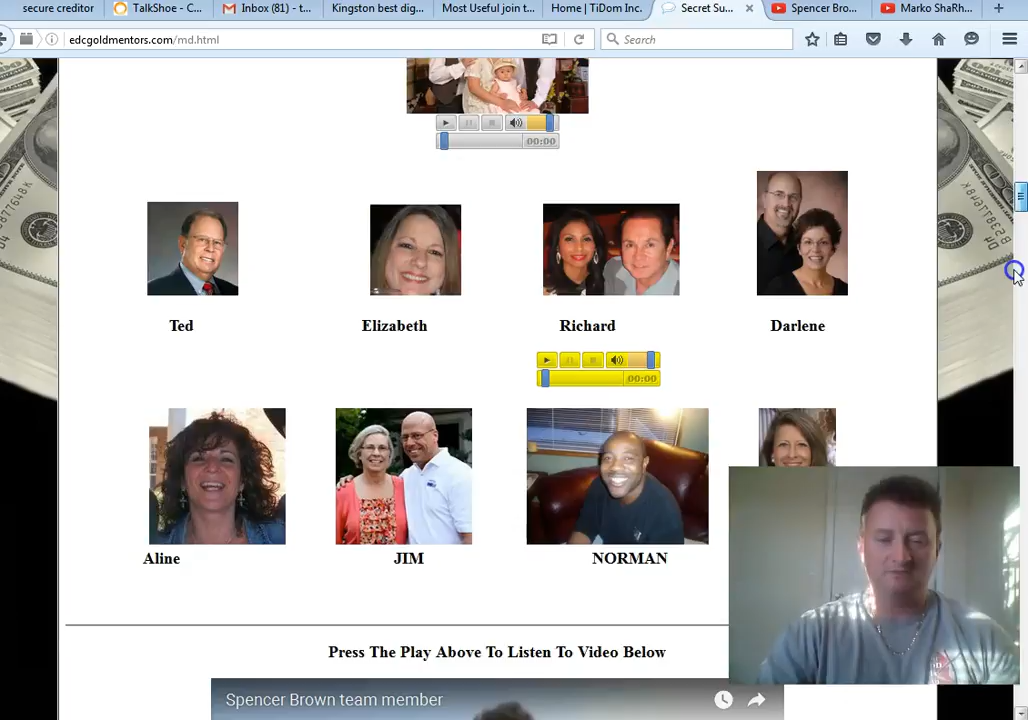 secure creditor TalkShoe - C... Inbox (81) - t... Kingston best dig... Most Useful join t... Home | TiDom Inc. Secret Su... Spencer Bro... Marko ShaRh...
edcgoldmentors.com/md.html Search
00:00
Ted Elizabeth Richard Darlene
00:00
Aline JIM NORMAN
Press The Play Above To Listen To Video Below
Spencer Brown team member